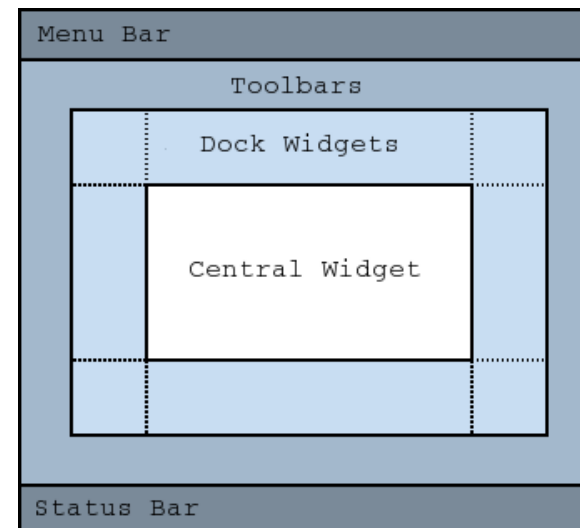 Menu Bar
Toolbars
Dock Widgets
Central Widget
Status Bar